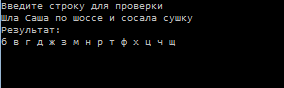 Введите строку для проверки
Шла Саша по шоссе и сосала сушку
Результат:
б в г д ж з м н р т ф х ц ч щ